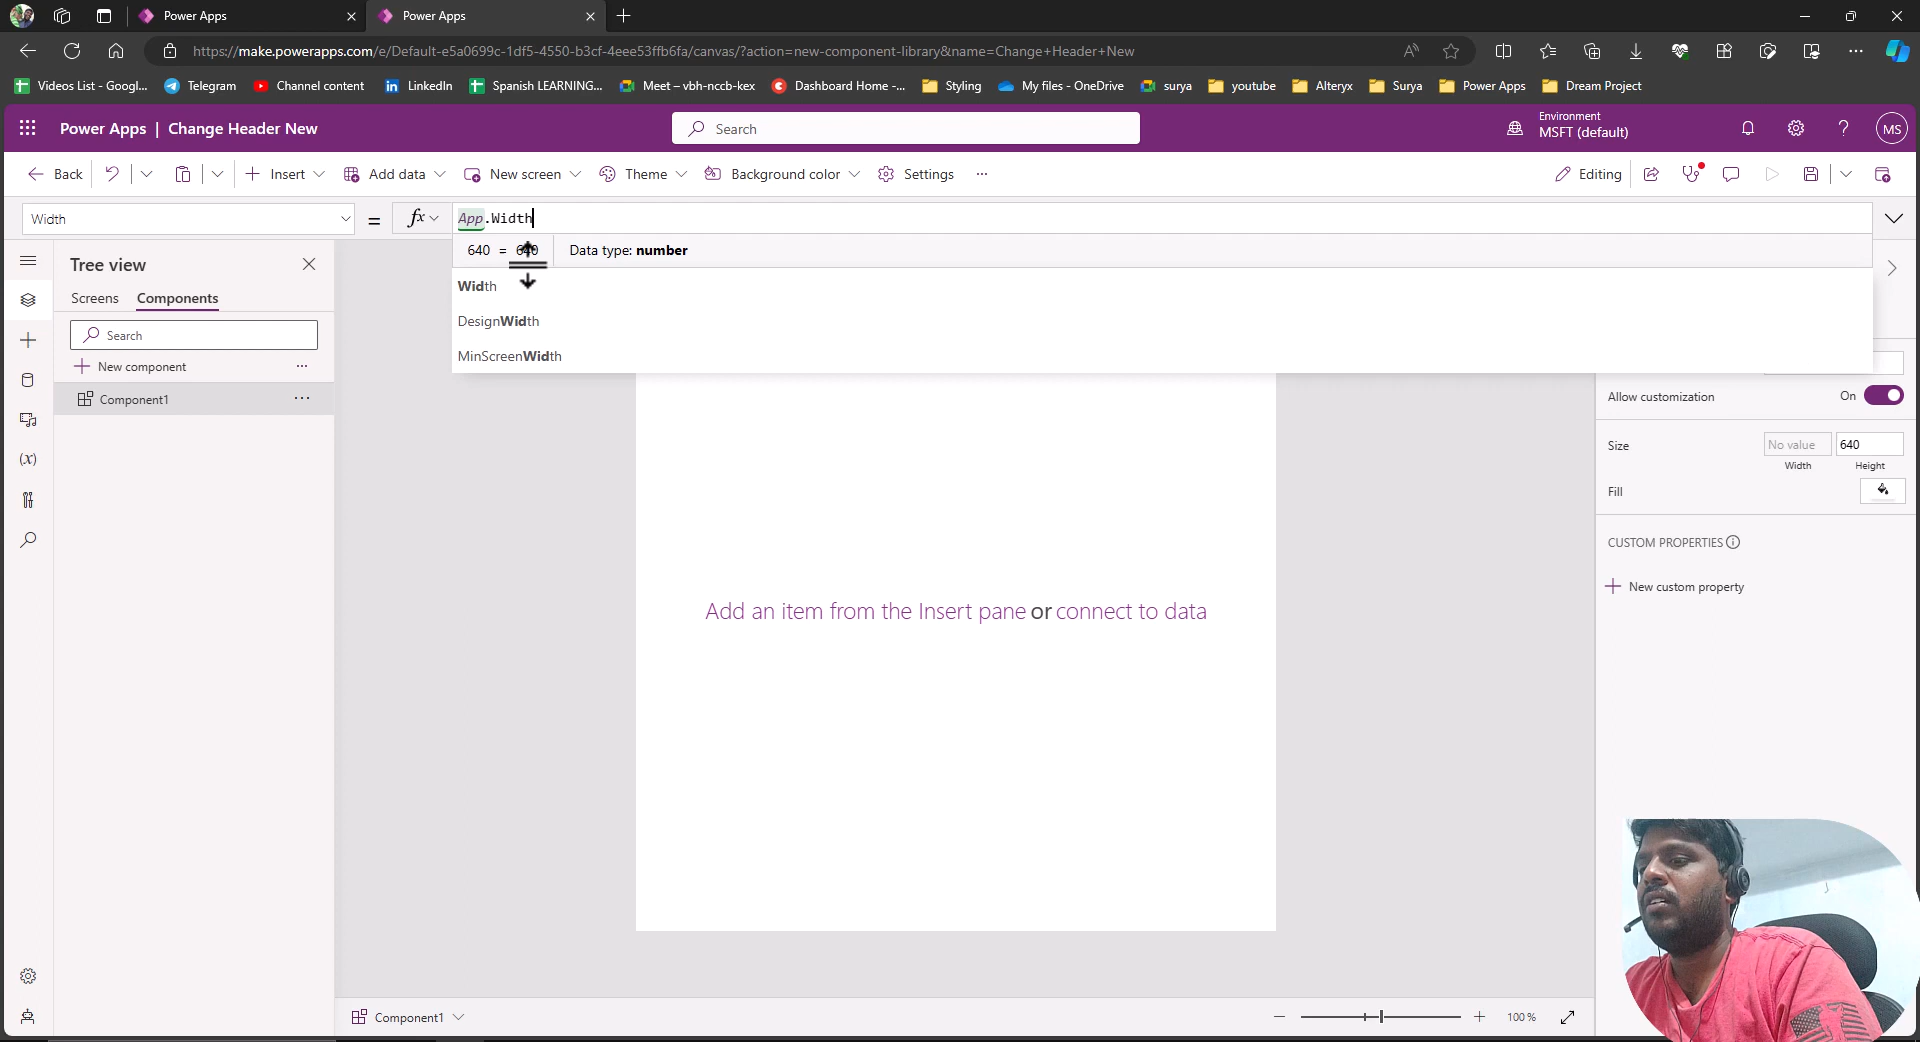 Power Apps
Power Apps
https://make.powerapps.com/e/Default-e5a0699c-1df5-4550-b3cf-4eee53ffb6fa/canvas/?action=new-component-library&name=Change+Header+New
Videos List - Googl...
Telegram
Channel content
LinkedIn
Spanish LEARNING...
Meet – vbh-nccb-kex
Dashboard Home -...
Styling
My files - OneDrive
surya
youtube
Alteryx
Surya
Power Apps
Dream Project
Power Apps | Change Header New
Search
Environment
MSFT (default)
MS
Back
Insert
Add data
New screen
Theme
Background color
Settings
Editing
Width
=
fx
App.Width
640 = 640
Data type: number
Width
DesignWidth
MinScreenWidth
Tree view
Screens
Components
Search
New component
Component1
Add an item from the Insert pane or connect to data
Allow customization
On
Size
No value
640
Width
Height
Fill
CUSTOM PROPERTIES
New custom property
Component1
100 %